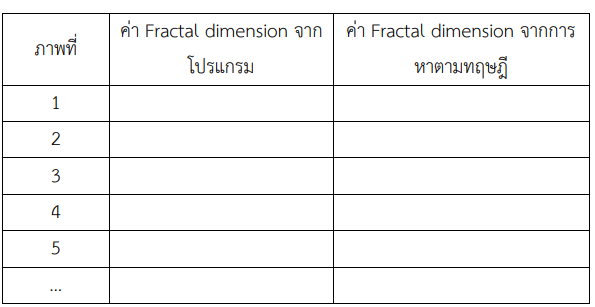 ภาพที่
ค่า Fractal dimension จาก
โปรแกรม
ค่า Fractal dimension จากการ
หาตามทฤษฎี
1
2
3
4
5
...